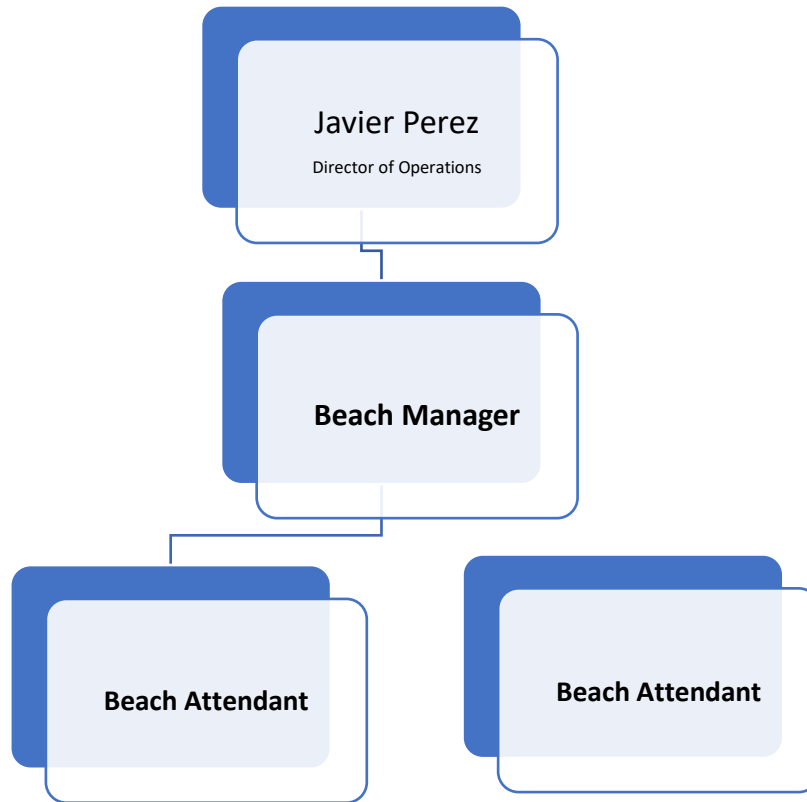 Javier Perez
Director of Operations
Beach Manager
Beach Attendant
Beach Attendant